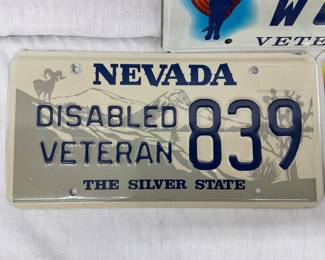 VETE
NEVADA
DISABLED
VETERAN 839
THE SILVER STATE